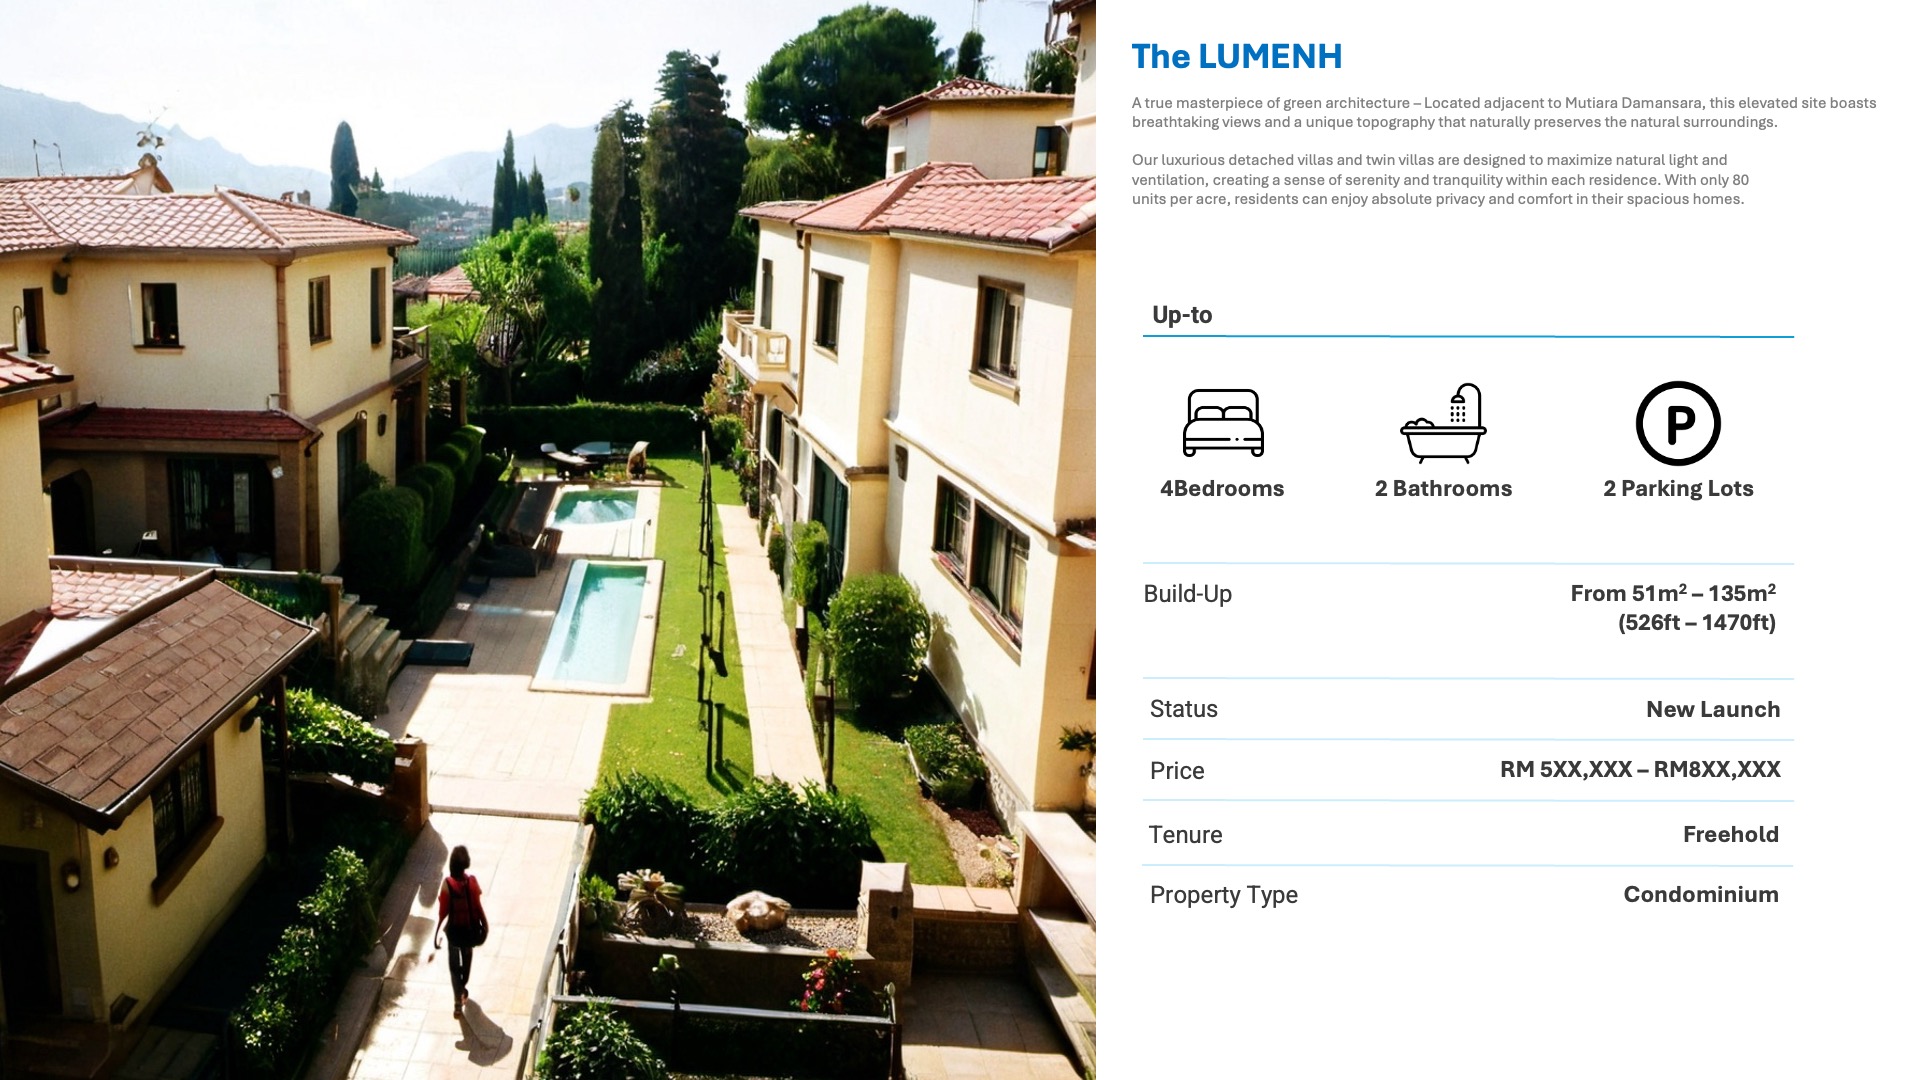 The LUMENH
A true masterpiece of green architecture – Located adjacent to Mutiara Damansara, this elevated site boasts
breathtaking views and a unique topography that naturally preserves the natural surroundings.
Our luxurious detached villas and twin villas are designed to maximize natural light and
ventilation, creating a sense of serenity and tranquility within each residence. With only 80
units per acre, residents can enjoy absolute privacy and comfort in their spacious homes.
Up-to
P
4Bedrooms
2 Bathrooms
2 Parking Lots
Build-Up
From 51m² – 135m²
(526ft – 1470ft)
Status
New Launch
Price
RM 5XX,XXX – RM8XX,XXX
Tenure
Freehold
Property Type
Condominium